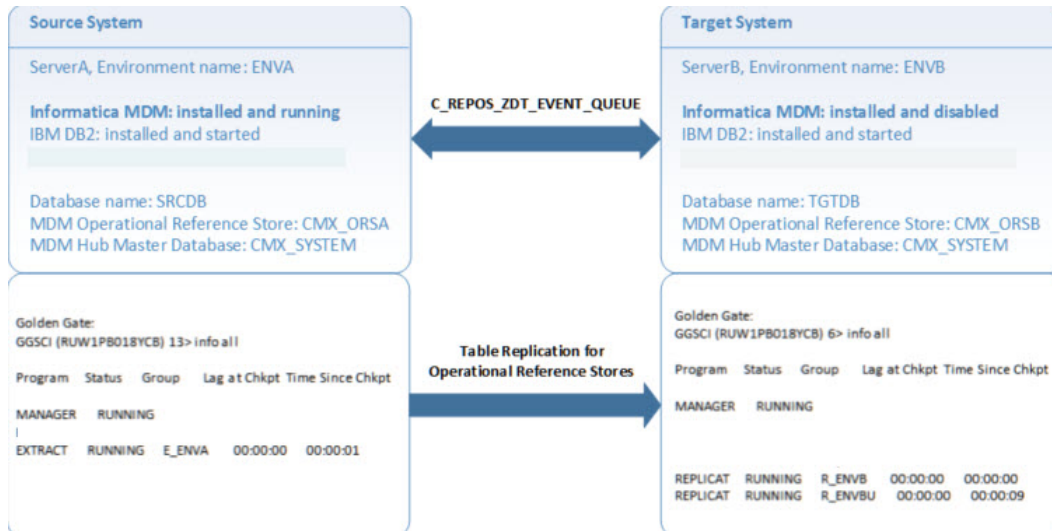 Source System
ServerA, Environment name: ENVA
Informatica MDM: installed and running
IBM DB2: installed and started
Database name: SRCDB
MDM Operational Reference Store: CMX_ORSA
MDM Hub Master Database: CMX_SYSTEM
Golden Gate:
GGSCI (RUW1PB018YCB) 13> info all
Program Status Group Lag at Chkpt Time Since Chkpt
MANAGER RUNNING
EXTRACT RUNNING E_ENVA 00:00:00 00:00:01
C_REPOS_ZDT_EVENT_QUEUE
Table Replication for
Operational Reference Stores
Target System
ServerB, Environment name: ENVB
Informatica MDM: installed and disabled
IBM DB2: installed and started
Database name: TGTDB
MDM Operational Reference Store: CMX_ORSB
MDM Hub Master Database: CMX_SYSTEM
Golden Gate:
GGSCI (RUW1PB018YCB) 6> info all
Program Status Group Lag at Chkpt Time Since Chkpt
MANAGER RUNNING
REPLICAT RUNNING R_ENVB 00:00:00 00:00:00
REPLICAT RUNNING R_ENVBU 00:00:00 00:00:09